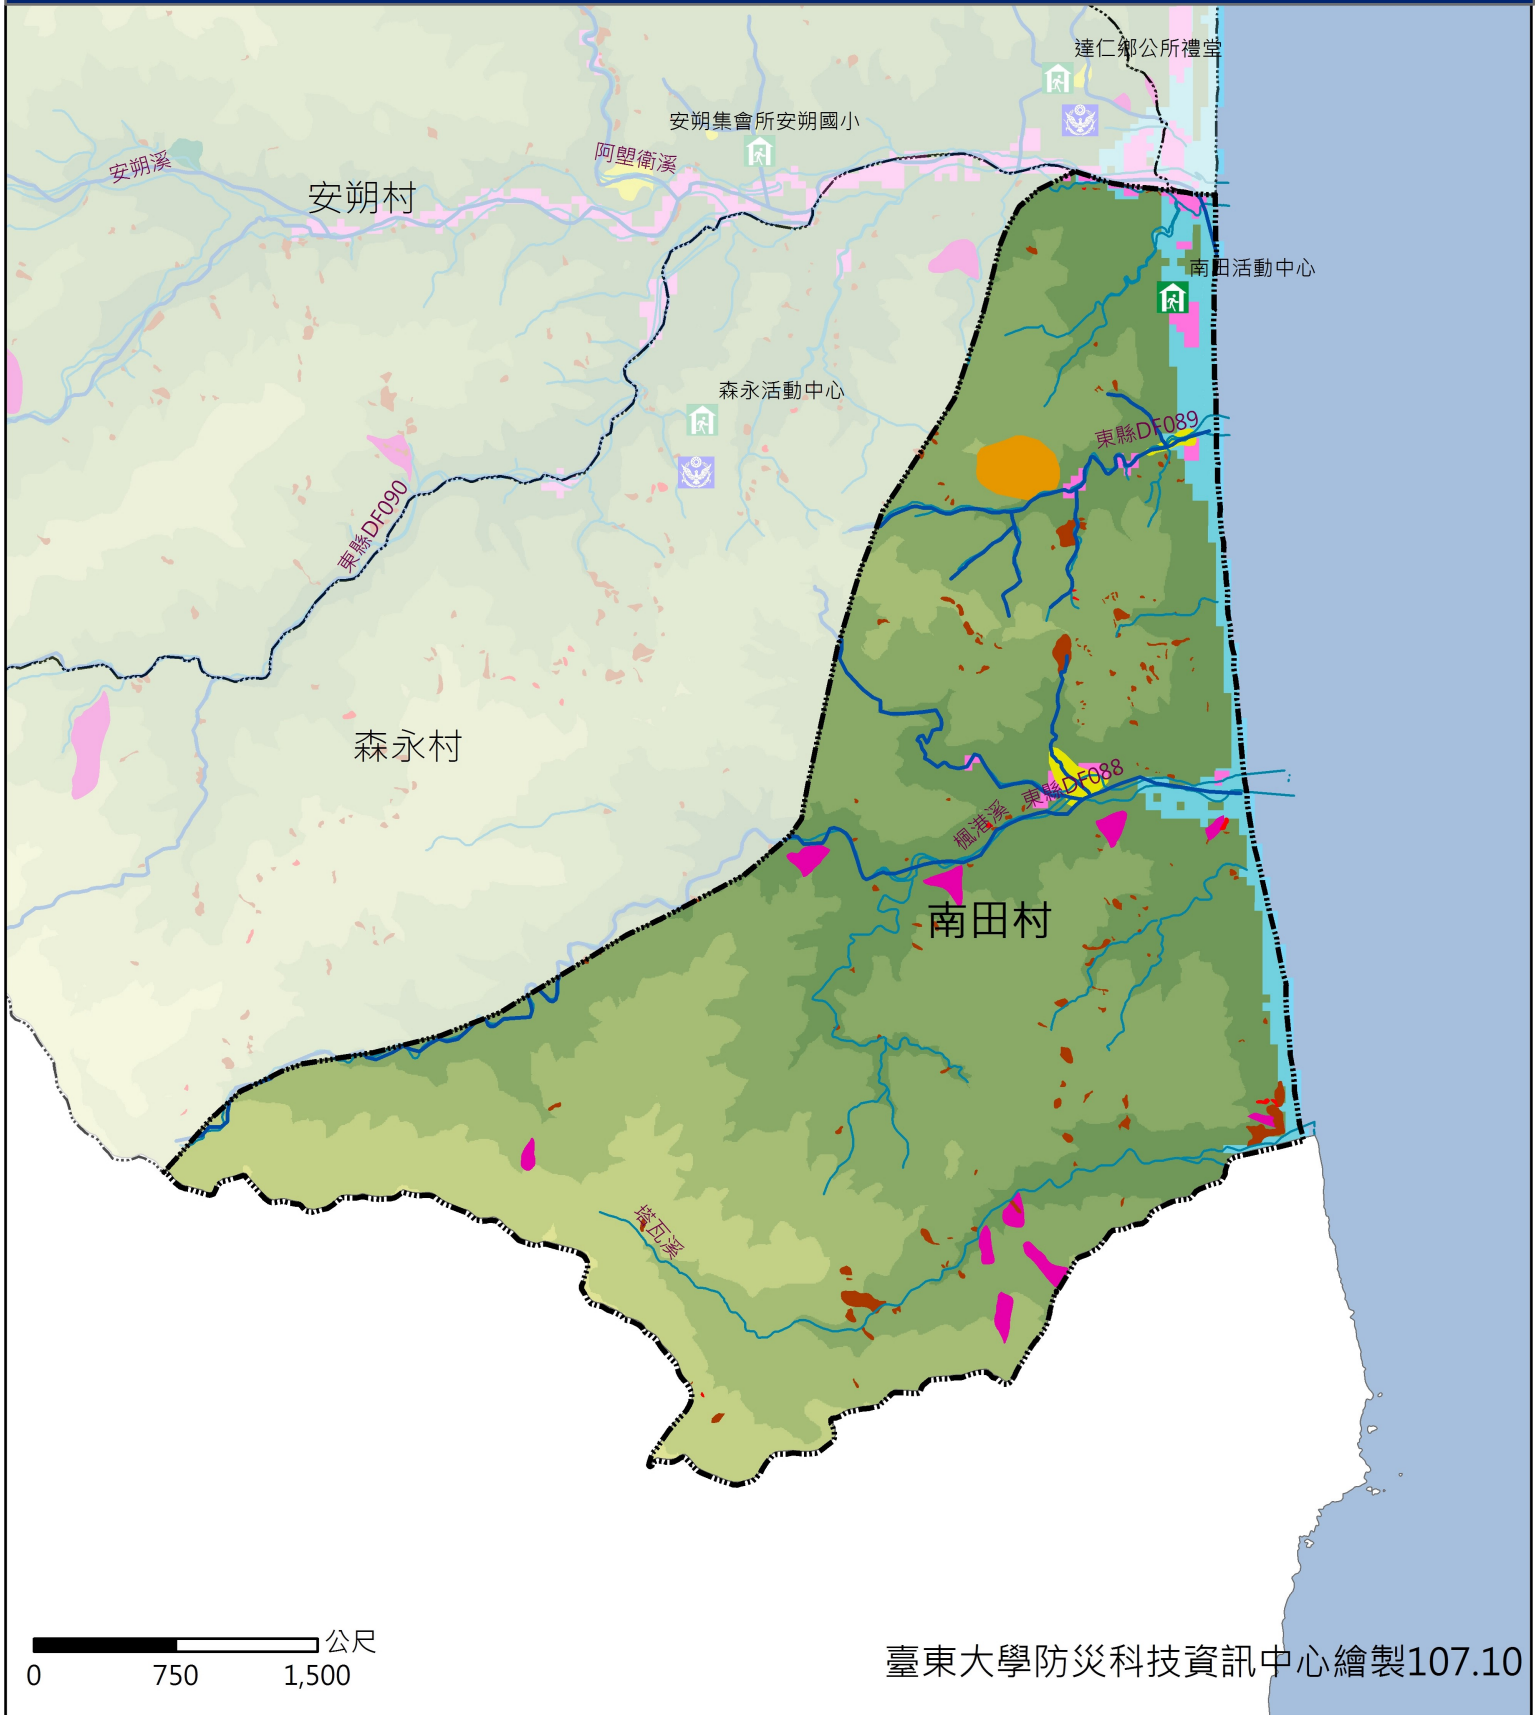 達仁鄉公所禮堂
安朔集會所安朔國小
阿塱衛溪
安朔溪
安朔村
南田活動中心
森永活動中心
東縣DF089
東縣DF090
森永村
東縣DF088
楓港溪
南田村
塔瓦溪
公尺
0 750 1,500
臺東大學防災科技資訊中心繪製107.10